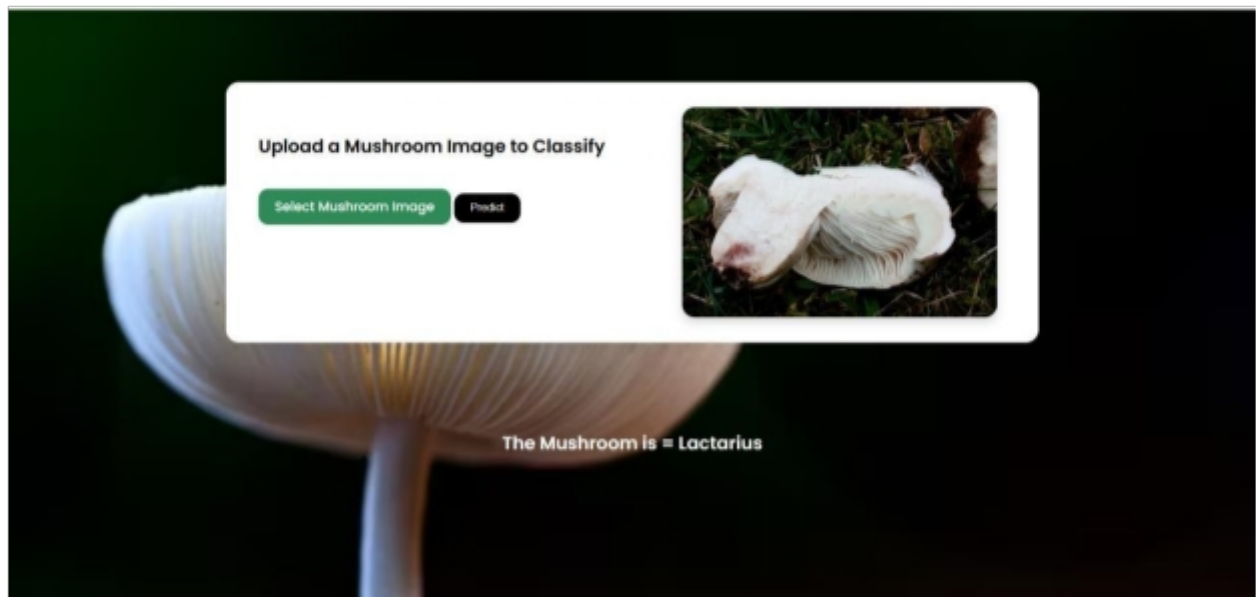 Upload a Mushroom Image to Classify
Select Mushroom Image Predict
The Mushroom is = Lactarius